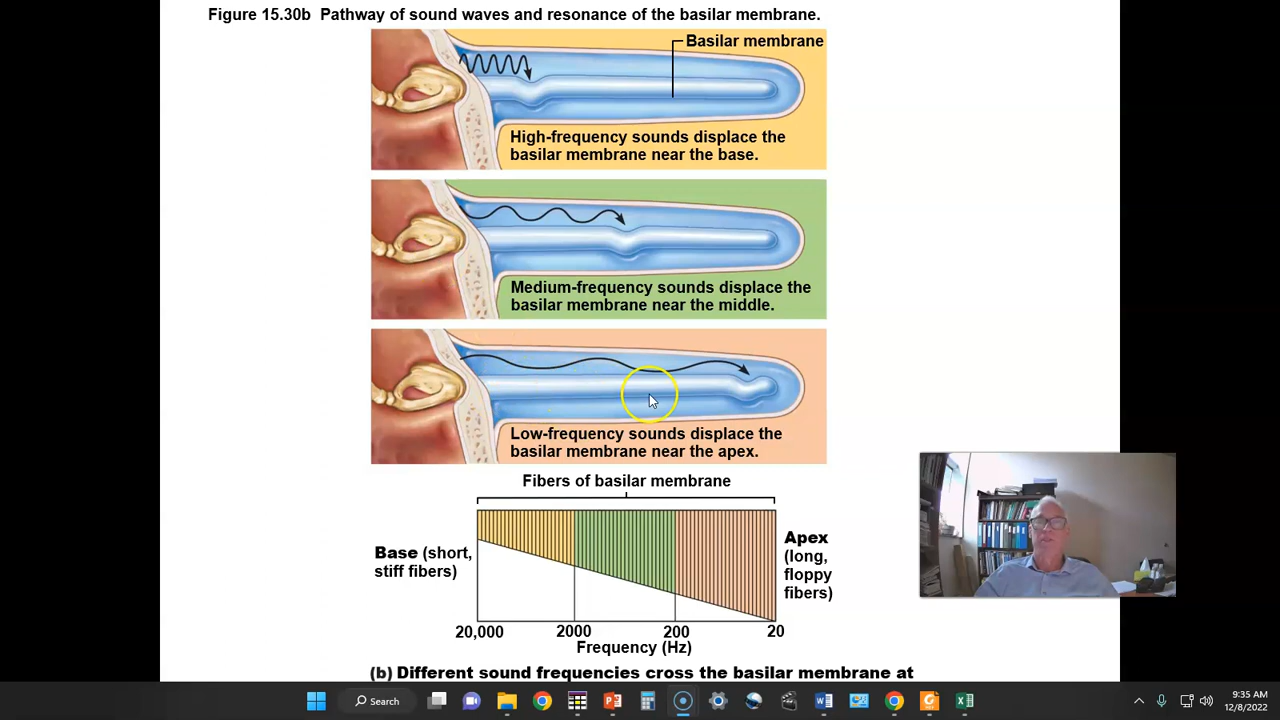 Figure 15.30b Pathway of sound waves and resonance of the basilar membrane.
Basilar membrane
High-frequency sounds displace the
basilar membrane near the base.
Medium-frequency sounds displace the
basilar membrane near the middle.
Low-frequency sounds displace the
basilar membrane near the apex.
Fibers of basilar membrane
Base (short,
stiff fibers)
Apex
(long,
floppy
fibers)
20,000 2000 200 20
Frequency (Hz)
(b) Different sound frequencies cross the basilar membrane at
Search
9:35 AM
12/8/2022